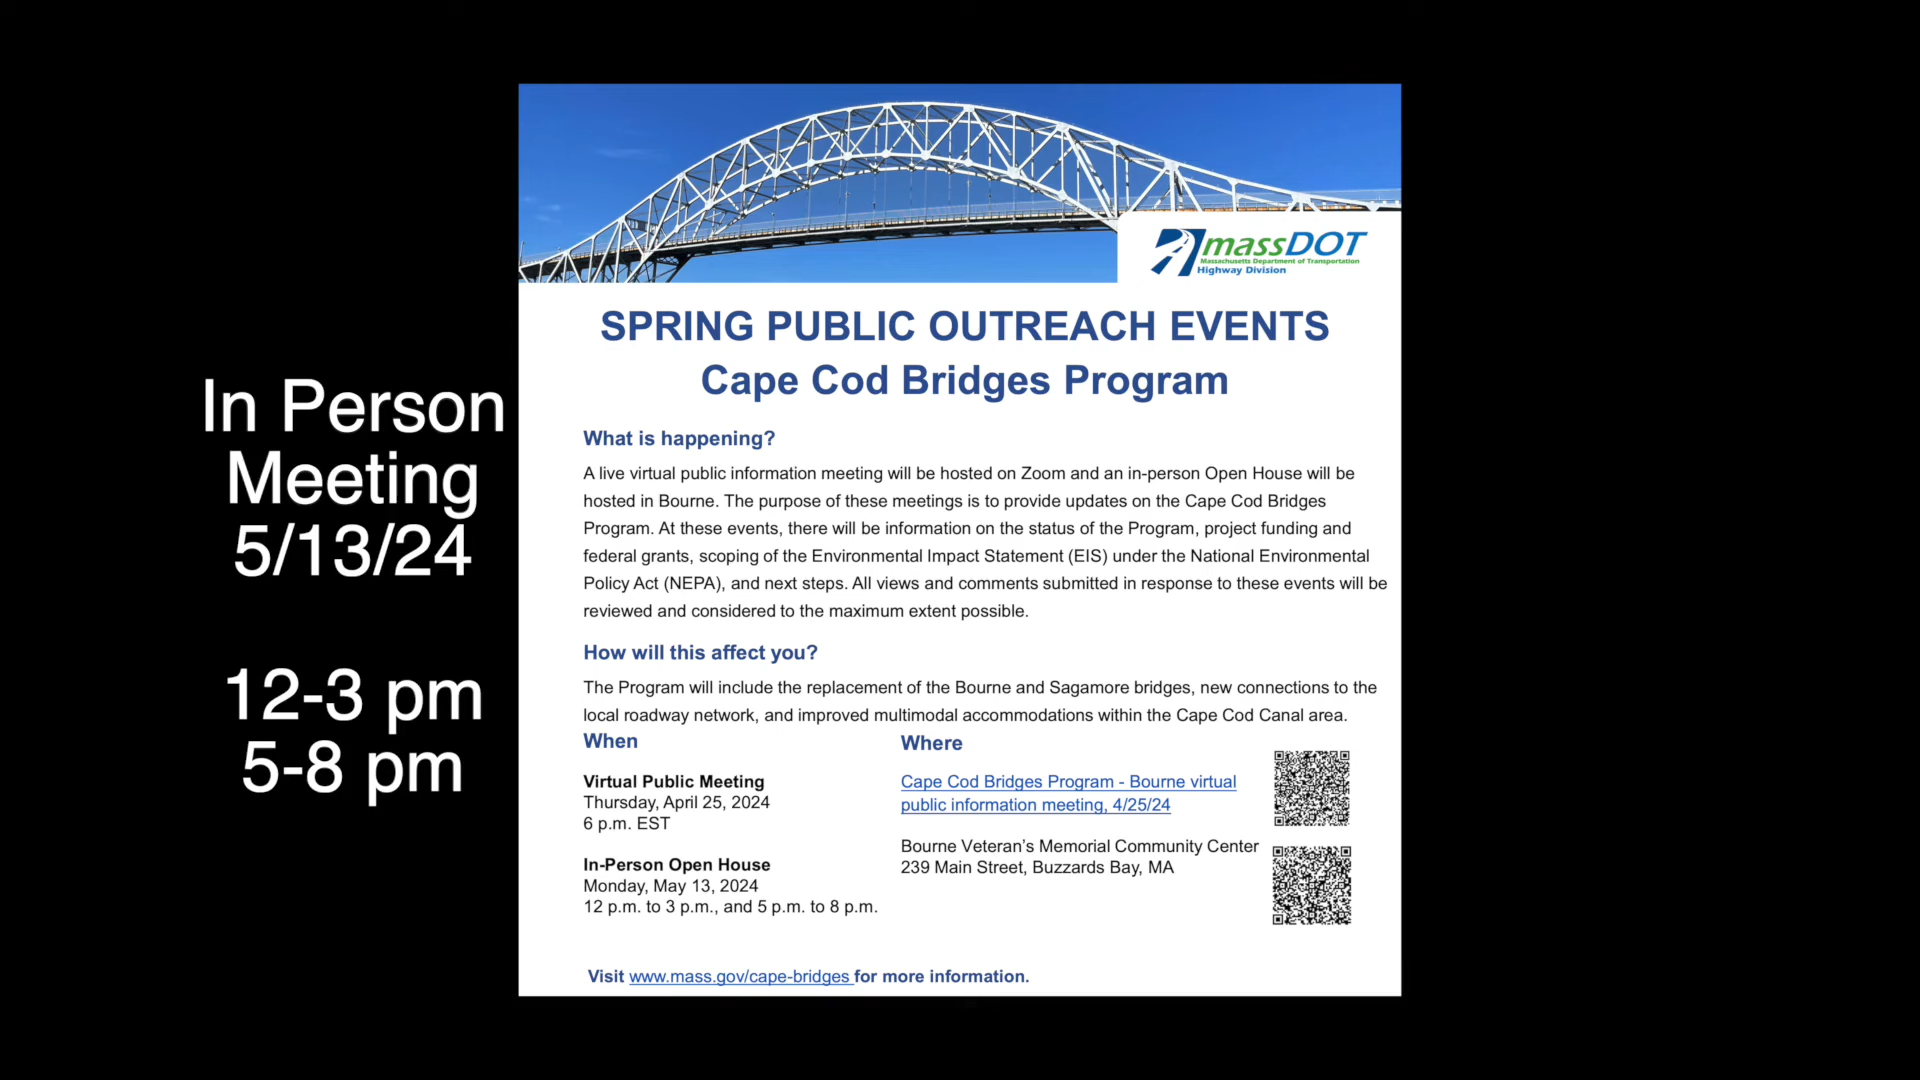 In Person
Meeting
5/13/24
12-3 pm
5-8 pm
massDOT
Massachusetts Department of Transportation
Highway Division
SPRING PUBLIC OUTREACH EVENTS
Cape Cod Bridges Program
What is happening?
A live virtual public information meeting will be hosted on Zoom and an in-person Open House will be
hosted in Bourne. The purpose of these meetings is to provide updates on the Cape Cod Bridges
Program. At these events, there will be information on the status of the Program, project funding and
federal grants, scoping of the Environmental Impact Statement (EIS) under the National Environmental
Policy Act (NEPA), and next steps. All views and comments submitted in response to these events will be
reviewed and considered to the maximum extent possible.
How will this affect you?
The Program will include the replacement of the Bourne and Sagamore bridges, new connections to the
local roadway network, and improved multimodal accommodations within the Cape Cod Canal area.
When
Virtual Public Meeting
Thursday, April 25, 2024
6 p.m. EST
In-Person Open House
Monday, May 13, 2024
12 p.m. to 3 p.m., and 5 p.m. to 8 p.m.
Where
Cape Cod Bridges Program - Bourne virtual
public information meeting, 4/25/24
Bourne Veteran's Memorial Community Center
239 Main Street, Buzzards Bay, MA
Visit www.mass.gov/cape-bridges for more information.